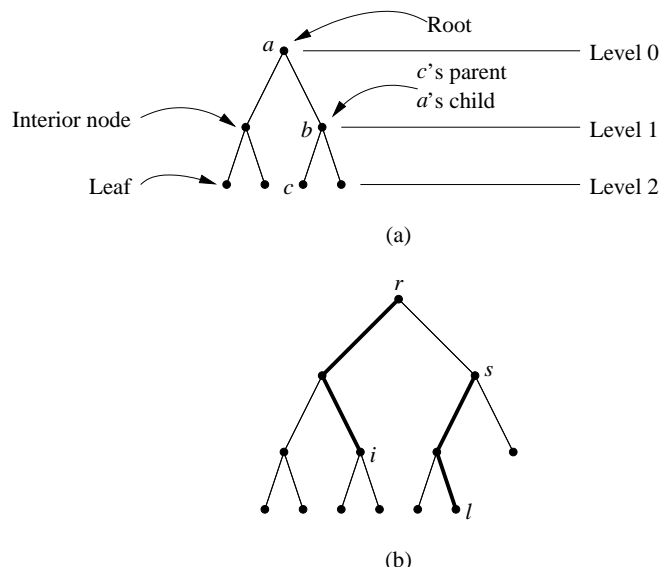 Root
a
Level 0
c's parent
a's child
Interior node
b
Level 1
Leaf
c
Level 2
(a)
r
s
i
l
(b)